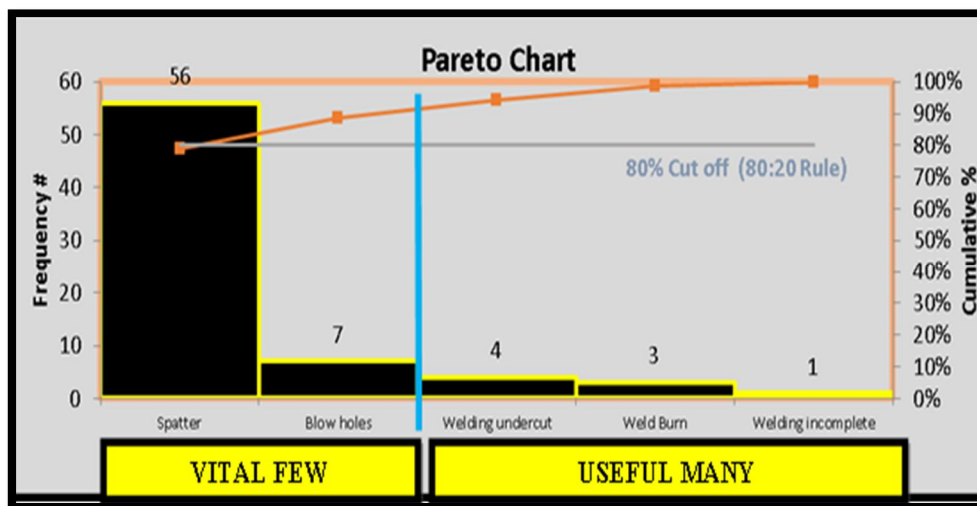 Pareto Chart
60
50
40
30
20
10
0
Frequency #
56
7
4
3
1
80% Cut off (80:20 Rule)
100%
90%
80%
70%
60%
50%
40%
30%
20%
10%
0%
Cumulative %
Spatter
Blow holes
Welding undercut
Weld Burn
Welding incomplete
VITAL FEW
USEFUL MANY